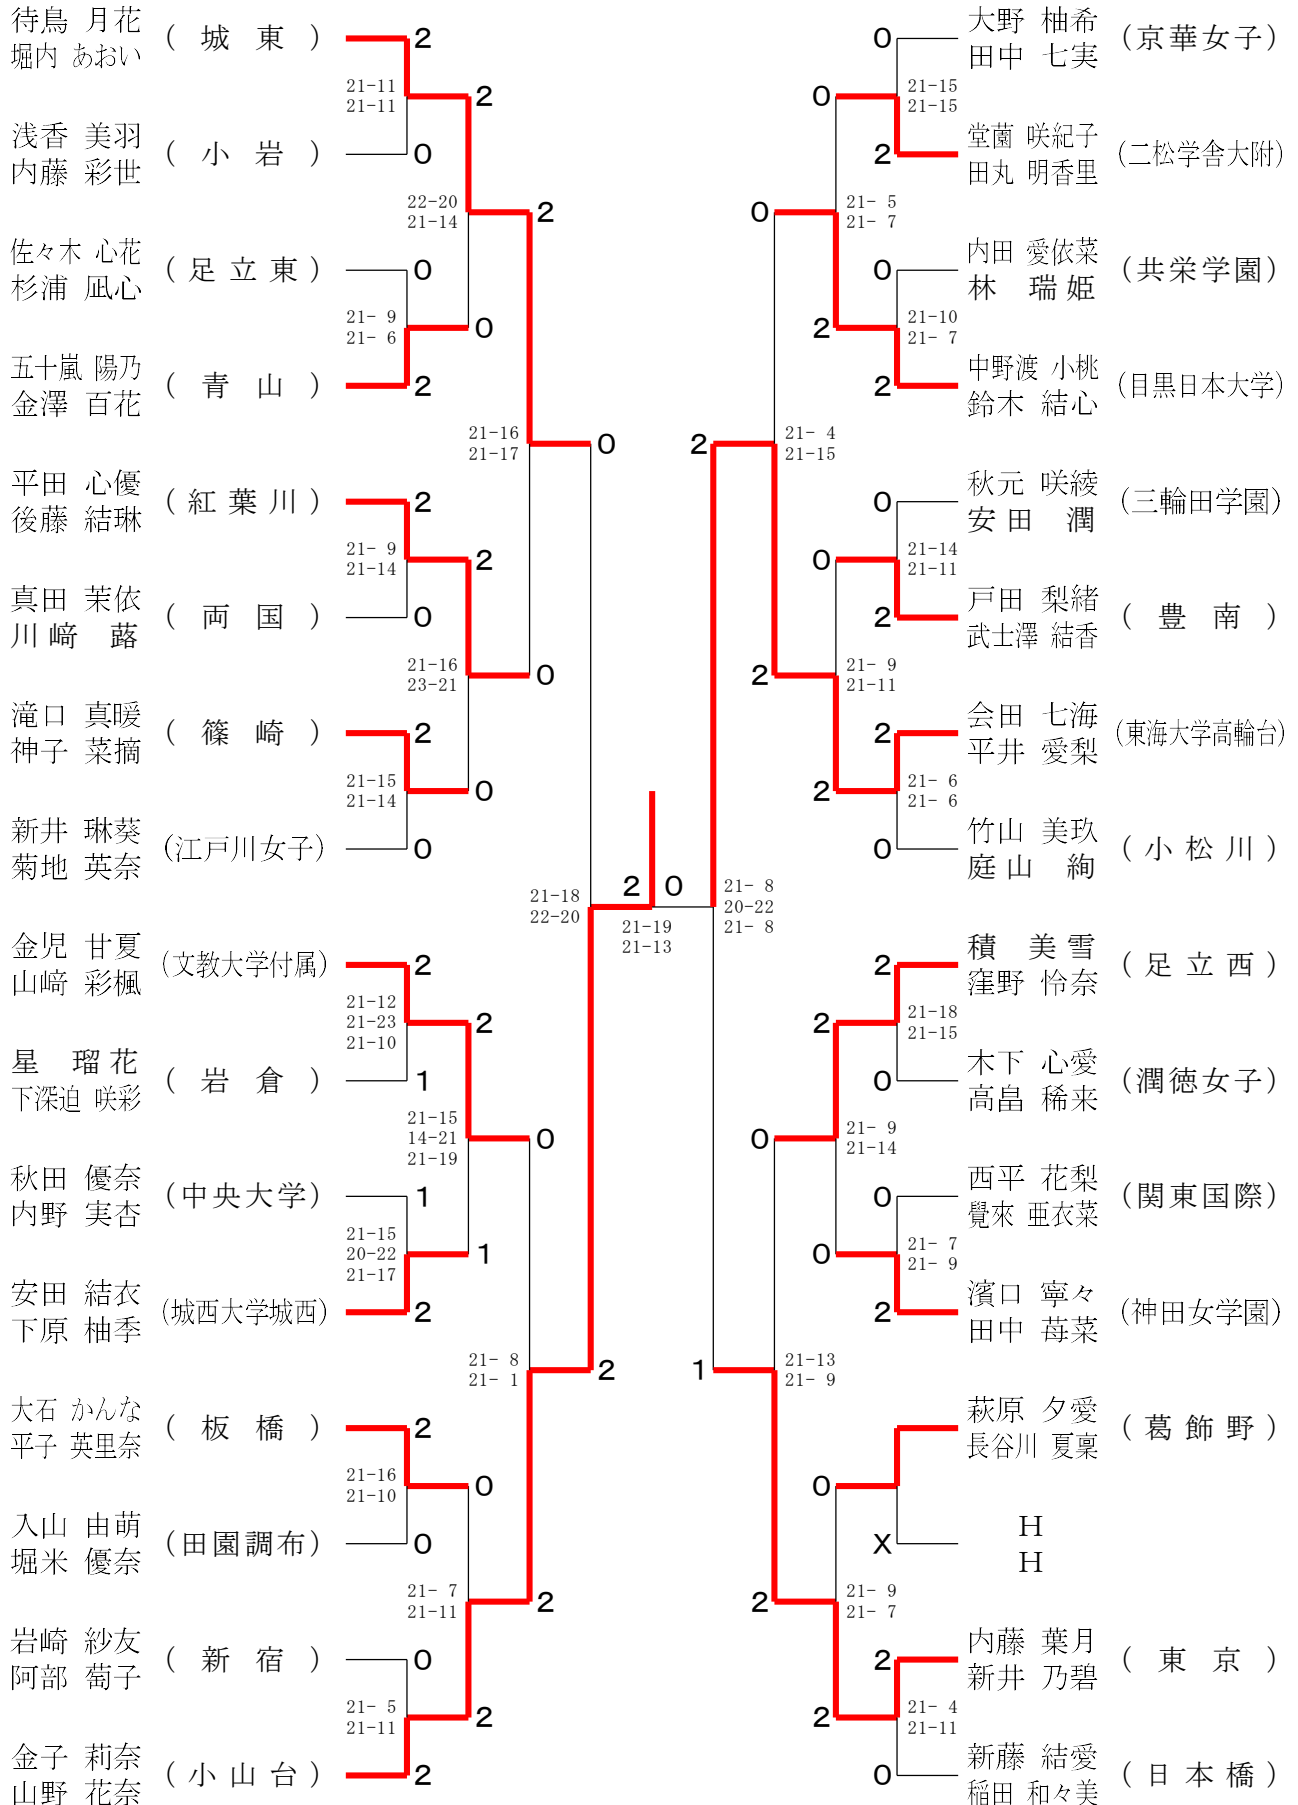 待鳥 月花
堀内 あおい
( 城 東 )
2
21-11
21-11
2
浅香 美羽
内藤 彩世
( 小 岩 )
0
22-20
21-14
2
佐々木 心花
杉浦 凪心
( 足 立 東 )
0
21- 9
21- 6
0
五十嵐 陽乃
金澤 百花
( 青 山 )
2
21-16
21-17
0
平田 心優
後藤 結琳
( 紅 葉 川 )
2
21- 9
21-14
2
真田 茉依
川﨑 蕗
( 両 国 )
0
21-16
23-21
0
滝口 真暖
神子 菜摘
( 篠 崎 )
2
21-15
21-14
0
新井 琳葵
菊地 英奈
(江戸川女子)
0
21-18
22-20
金児 甘夏
山﨑 彩楓
(文教大学付属)
2
21-12
21-23
21-10
2
星 瑠花
下深迫 咲彩
( 岩 倉 )
1
21-15
14-21
21-19
0
秋田 優奈
内野 実杏
(中央大学)
1
21-15
20-22
21-17
1
安田 結衣
下原 柚季
(城西大学城西)
2
21- 8
21- 1
2
大石 かんな
平子 英里奈
( 板 橋 )
2
21-16
21-10
0
入山 由萌
堀米 優奈
(田園調布)
0
21- 7
21-11
2
岩崎 紗友
阿部 萄子
( 新 宿 )
0
21- 5
21-11
2
金子 莉奈
山野 花奈
( 小 山 台 )
2
2 0
21-19
21-13
大野 柚希
田中 七実
(京華女子)
0
21-15
21-15
0
堂薗 咲紀子
田丸 明香里
(二松学舎大附)
2
21- 5
21- 7
0
内田 愛依菜
林 瑞姫
(共栄学園)
0
21-10
21- 7
2
中野渡 小桃
鈴木 結心
(目黒日本大学)
2
21- 4
21-15
2
秋元 咲綾
安田 潤
(三輪田学園)
0
21-14
21-11
0
戸田 梨緒
武士澤 結香
( 豊 南 )
2
21- 9
21-11
2
会田 七海
平井 愛梨
(東海大学高輪台)
2
21- 6
21- 6
2
竹山 美玖
庭山 絢
( 小 松 川 )
0
21- 8
20-22
21- 8
積 美雪
窪野 怜奈
( 足 立 西 )
2
21-18
21-15
2
木下 心愛
高畠 稀来
(潤徳女子)
0
21- 9
21-14
0
西平 花梨
覺來 亜衣菜
(関東国際)
0
21- 7
21- 9
0
濱口 寧々
田中 苺菜
(神田女学園)
2
21-13
21- 9
1
萩原 夕愛
長谷川 夏稟
( 葛 飾 野 )
0
H
H
X
21- 9
21- 7
2
内藤 葉月
新井 乃碧
( 東 京 )
2
21- 4
21-11
2
新藤 結愛
稲田 和々美
( 日 本 橋 )
0